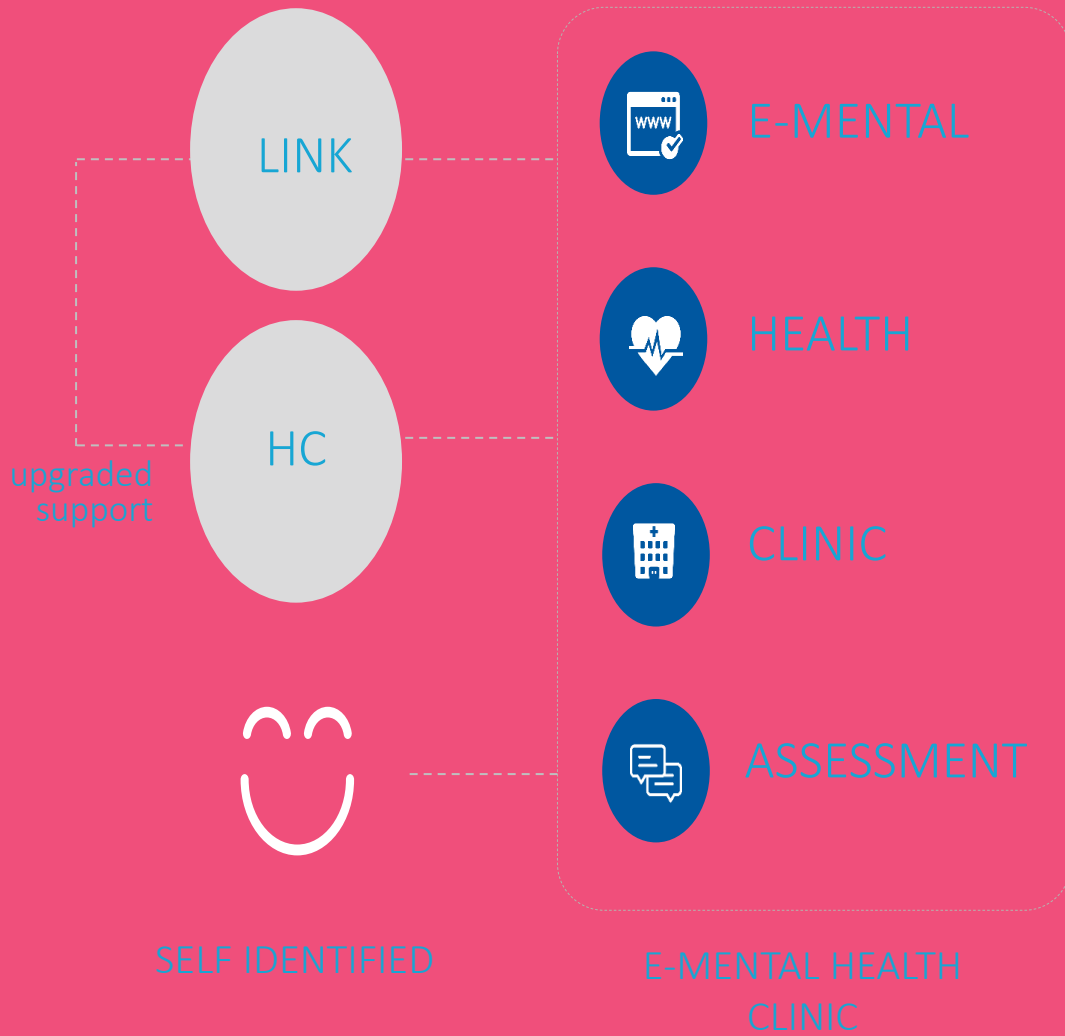 LINK
HC
upgraded
support
SELF IDENTIFIED
WWW
E-MENTAL
HEALTH
CLINIC
ASSESSMENT
E-MENTAL HEALTH
CLINIC